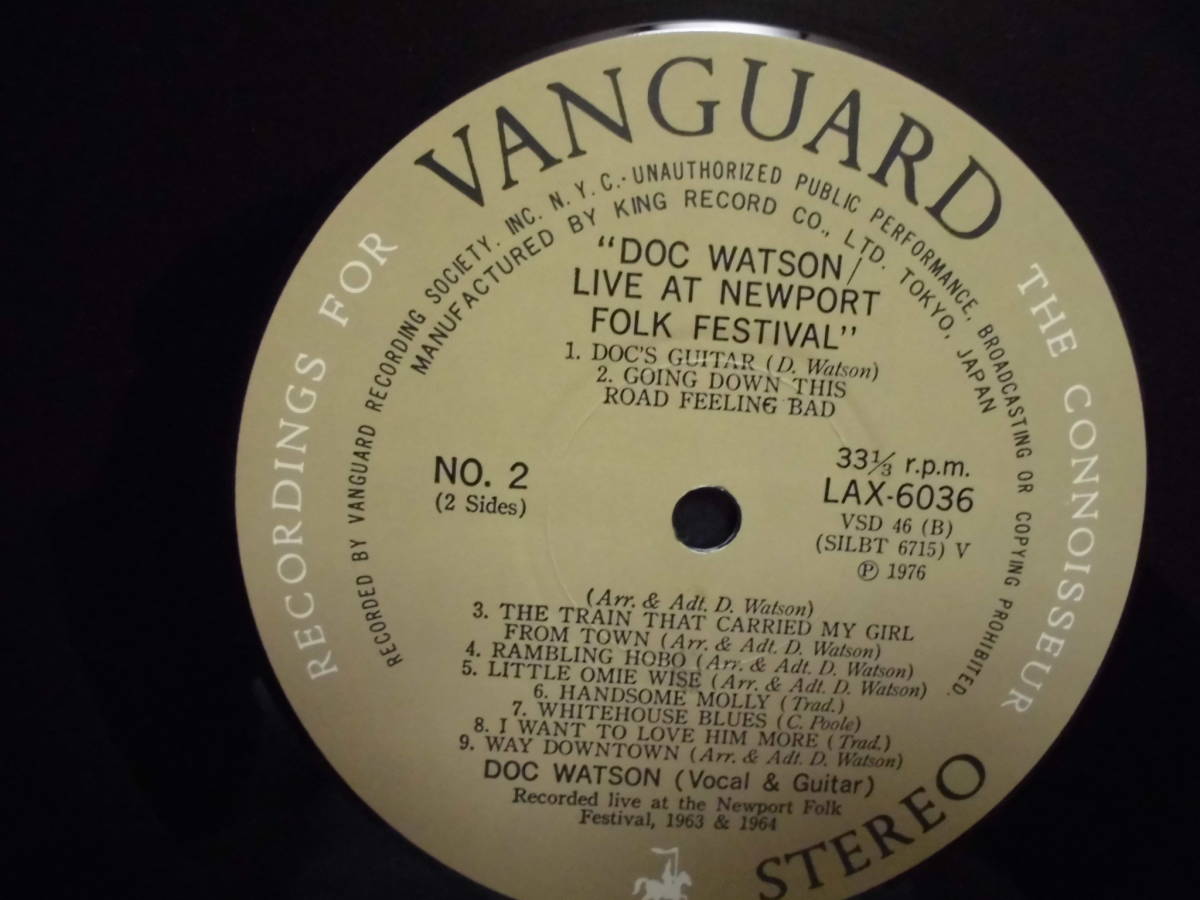 VANGUARD
RECORDINGS FOR THE CONNOISSEUR
RECORDED BY VANGUARD RECORDING SOCIETY, INC. N.Y.C.·UNAUTHORIZED PUBLIC PERFORMANCE, BROADCASTING OR COPYING PROHIBITED.
MANUFACTURED BY KING RECORD CO., LTD. TOKYO, JAPAN
"DOC WATSON/
LIVE AT NEWPORT
FOLK FESTIVAL"
1. DOC'S GUITAR (D. Watson)
2. GOING DOWN THIS
ROAD FEELING BAD
NO. 2
(2 Sides)
33⅓ r.p.m.
LAX-6036
VSD 46 (B)
(SILBT 6715) V
Ⓟ 1976
(Arr. & Adt. D. Watson)
3. THE TRAIN THAT CARRIED MY GIRL
FROM TOWN (Arr. & Adt. D. Watson)
4. RAMBLING HOBO (Arr. & Adt. D. Watson)
5. LITTLE OMIE WISE (Arr. & Adt. D. Watson)
6. HANDSOME MOLLY (Trad.)
7. WHITEHOUSE BLUES (C. Poole)
8. I WANT TO LOVE HIM MORE (Trad.)
9. WAY DOWNTOWN (Arr. & Adt. D. Watson)
DOC WATSON (Vocal & Guitar)
Recorded live at the Newport Folk
Festival, 1963 & 1964
STEREO